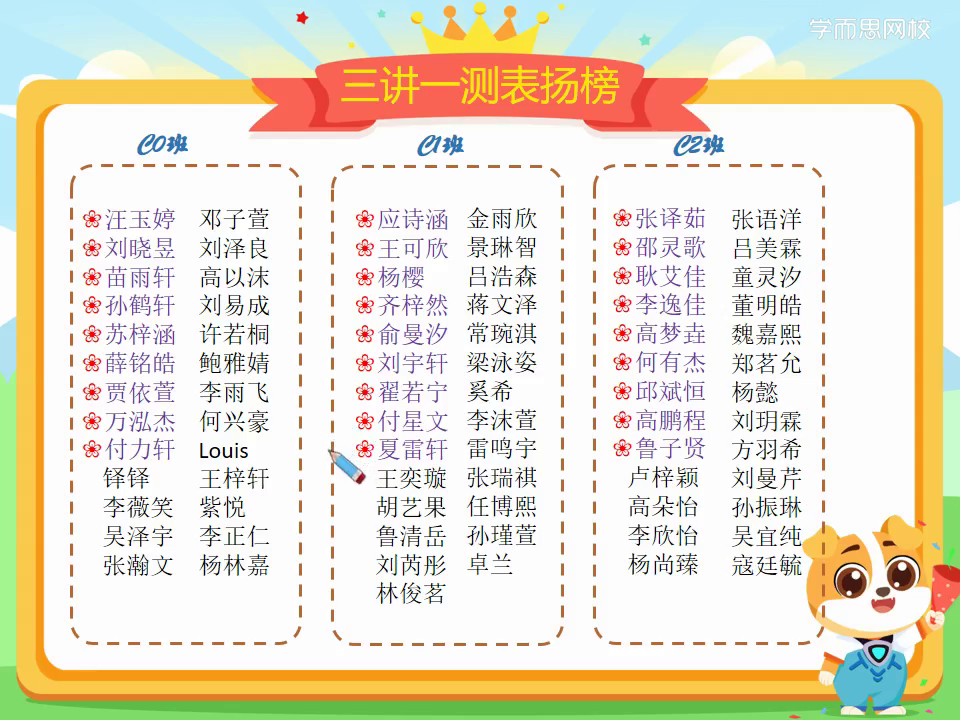 学而思网校
三讲一测表扬榜
C0班
C1班
C2班
汪玉婷 邓子萱
刘晓昱 刘泽良
苗雨轩 高以沫
孙鹤轩 刘易成
苏梓涵 许若桐
薛铭皓 鲍雅婧
贾依萱 李雨飞
万泓杰 何兴豪
付力轩 Louis
铎铎 王梓轩
李薇笑 紫悦
吴泽宇 李正仁
张瀚文 杨林嘉
应诗涵 金雨欣
王可欣 景琳智
杨樱 吕浩森
齐梓然 蒋文泽
俞曼汐 常琬淇
刘宇轩 梁泳姿
翟若宁 奚希
付星文 李沫萱
夏雷轩 雷鸣宇
王奕璇 张瑞祺
胡艺果 任博熙
鲁清岳 孙瑾萱
刘芮彤 卓兰
林俊茗
张译茹 张语洋
邵灵歌 吕美霖
耿艾佳 童灵汐
李逸佳 董明皓
高梦垚 魏嘉熙
何有杰 郑茗允
邱斌恒 杨懿
高鹏程 刘玥霖
鲁子贤 方羽希
卢梓颖 刘曼芹
高朵怡 孙振琳
李欣怡 吴宜纯
杨尚臻 寇廷毓